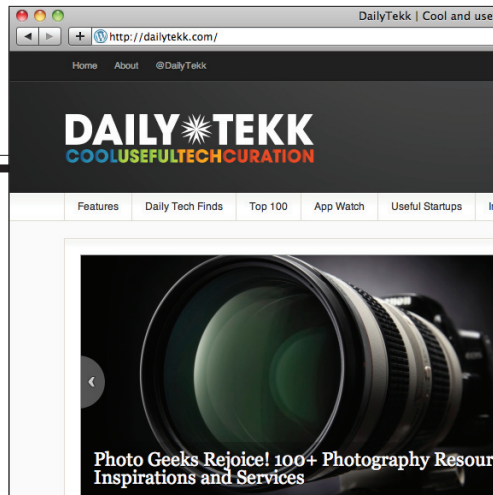 DailyTekk | Cool and use
http://dailytekk.com/
Home About @DailyTekk
DAILY TEKK
COOLUSEFULTECHCURATION
Features Daily Tech Finds Top 100 App Watch Useful Startups I
Photo Geeks Rejoice! 100+ Photography Resour
Inspirations and Services